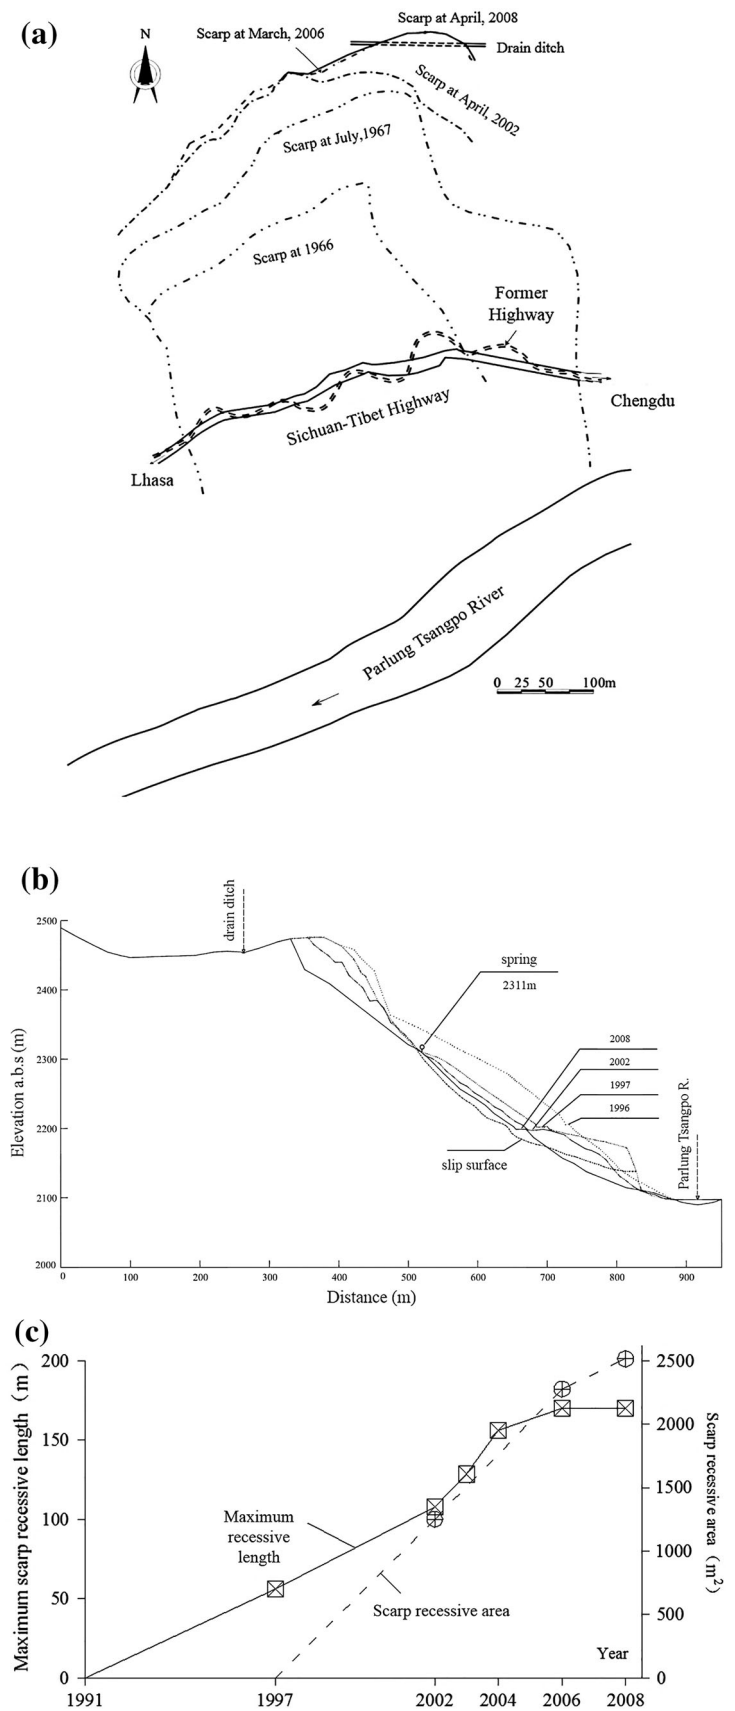 (a)
N
Scarp at April, 2008
Scarp at March, 2006
Drain ditch
Scarp at April, 2002
Scarp at July,1967
Scarp at 1966
Former
Highway
Chengdu
Sichuan-Tibet Highway
Lhasa
Parlung Tsangpo River
0 25 50 100m
(b)
drain ditch
2500
2400
2300
2200
2100
2000
Elevation a.b.s (m)
spring
2311m
2008
2002
1997
1996
slip surface
Parlung Tsangpo R.
0 100 200 300 400 500 600 700 800 900
Distance (m)
(c)
Maximum scarp recessive length (m)
200
150
100
50
0
Maximum
recessive
length
Scarp recessive area
Year
2500
2000
1500
1000
500
0
Scarp recessive area (m²)
1991 1997 2002 2004 2006 2008